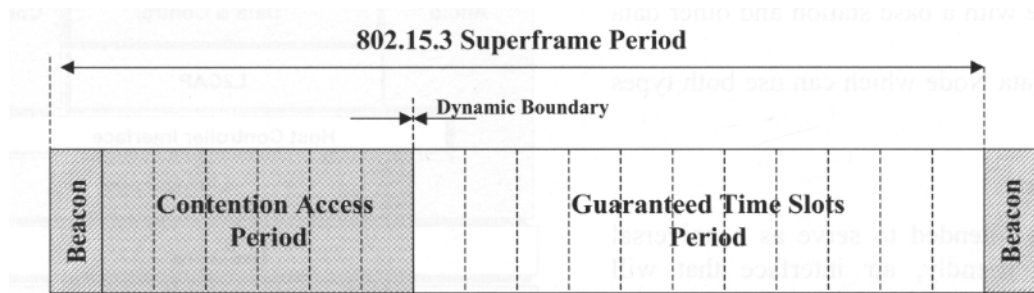 802.15.3 Superframe Period
Dynamic Boundary
Beacon
Contention Access
Period
Guaranteed Time Slots
Period
Beacon